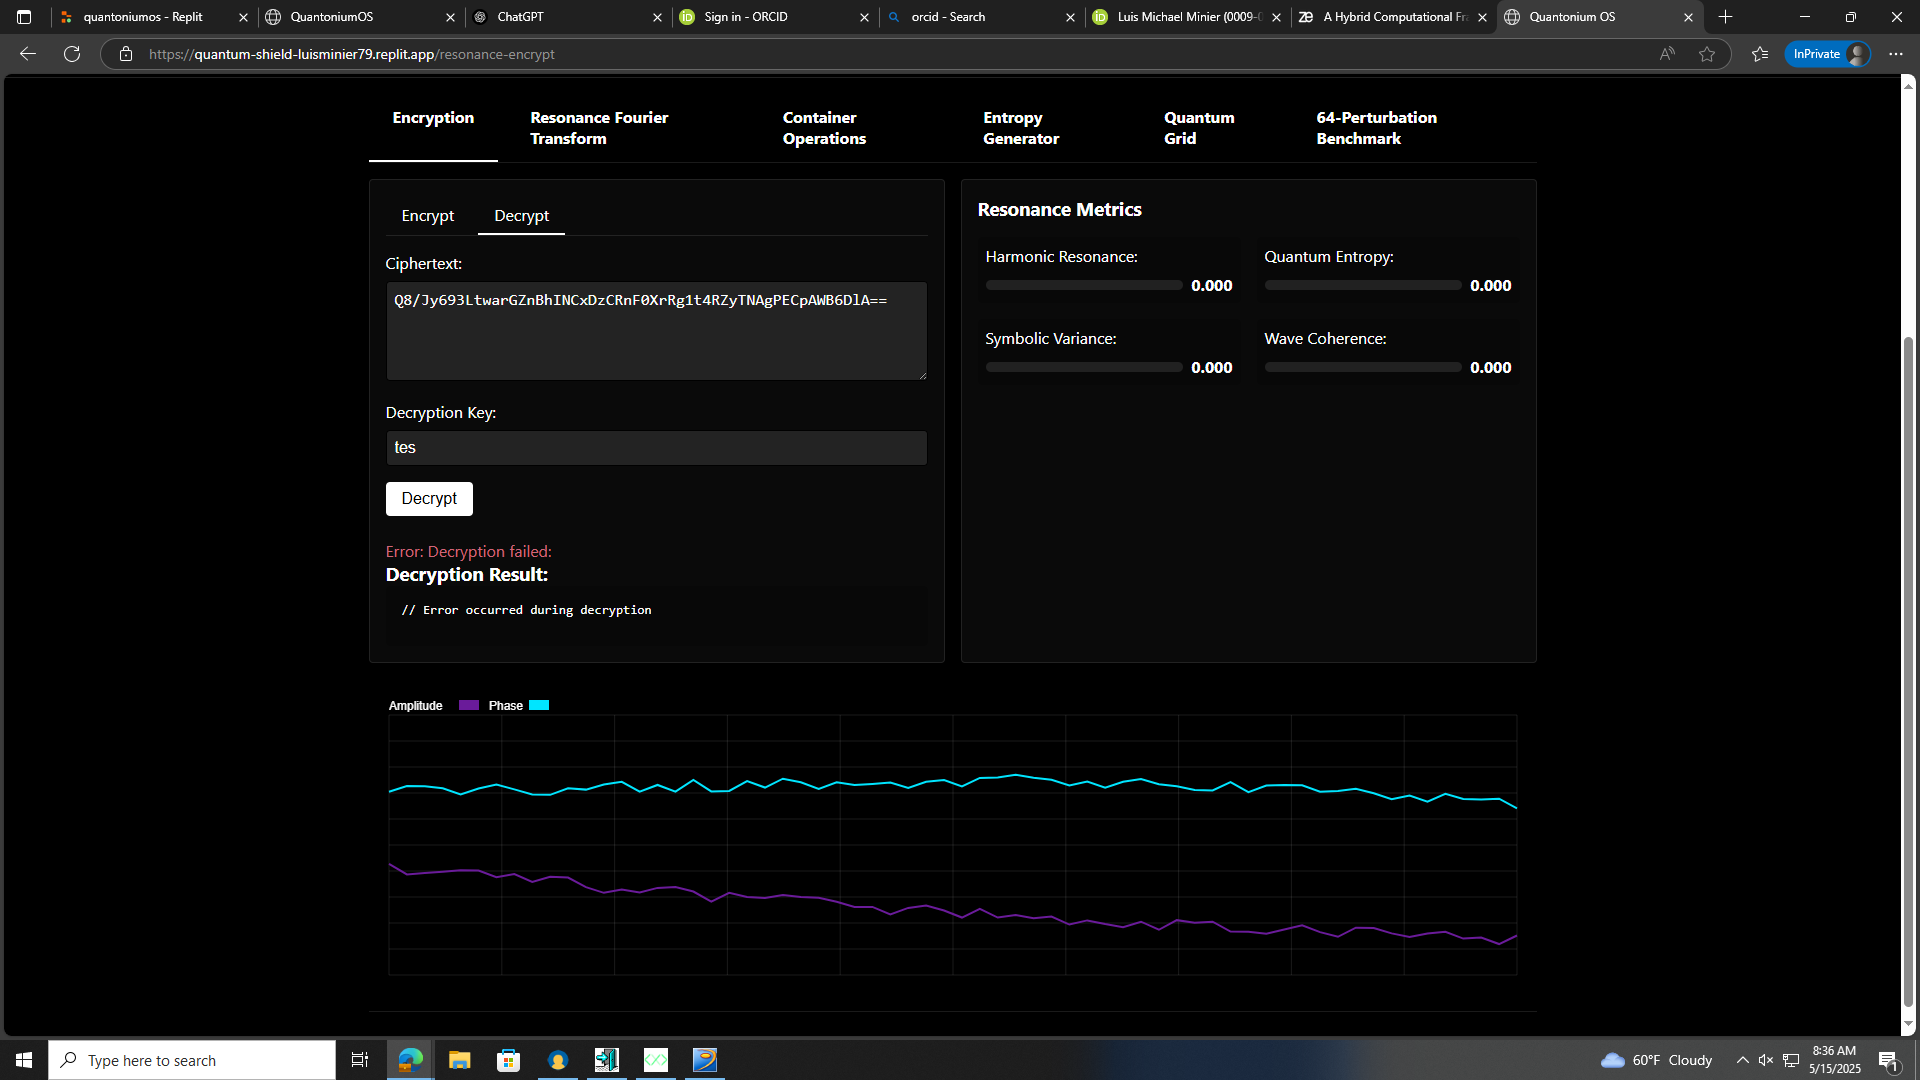 quantoniumos - Replit
QuantoniumOS
ChatGPT
Sign in - ORCID
orcid - Search
Luis Michael Minier (0009-0
A Hybrid Computational Fr
Quantonium OS
https://quantum-shield-luisminier79.replit.app/resonance-encrypt
InPrivate
Encryption
Resonance Fourier
Transform
Container
Operations
Entropy
Generator
Quantum
Grid
64-Perturbation
Benchmark
Encrypt
Decrypt
Ciphertext:
Q8/Jy693LtwarGZnBhINCxDzCRnF0XrRg1t4RZyTNAgPECpAWB6DlA==
Decryption Key:
tes
Decrypt
Error: Decryption failed:
Decryption Result:
// Error occurred during decryption
Resonance Metrics
Harmonic Resonance:
0.000
Quantum Entropy:
0.000
Symbolic Variance:
0.000
Wave Coherence:
0.000
Amplitude
Phase
Type here to search
60°F Cloudy
8:36 AM
5/15/2025
1